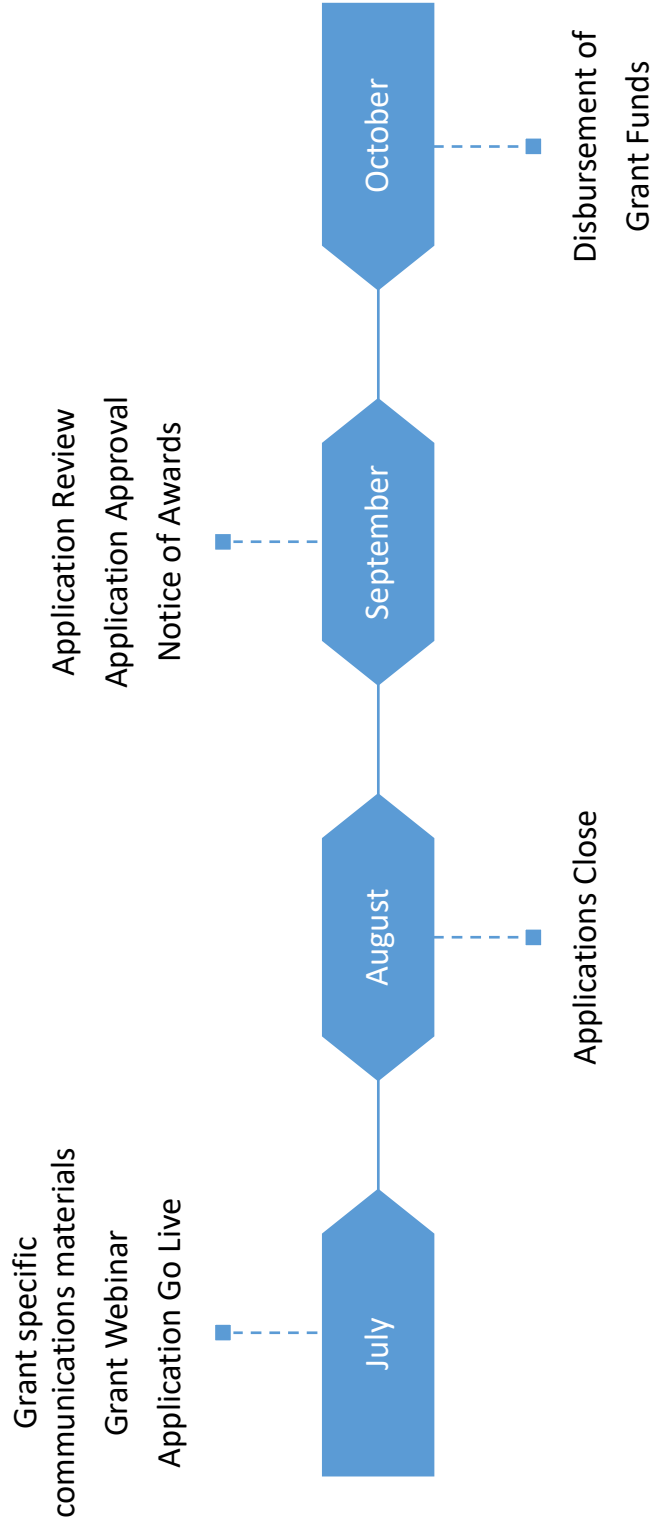 Grant specific
communications materials
Grant Webinar
Application Go Live
July
August
Applications Close
Application Review
Application Approval
Notice of Awards
September
October
Disbursement of
Grant Funds